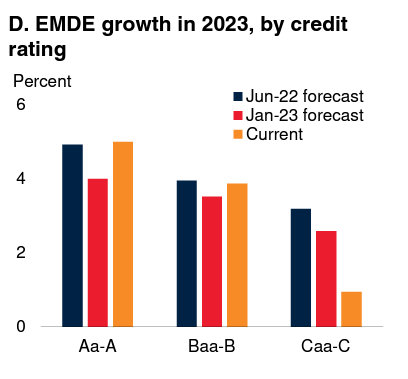 D. EMDE growth in 2023, by credit
rating
Percent
6
Jun-22 forecast
Jan-23 forecast
Current
4
2
0
Aa-A Baa-B Caa-C